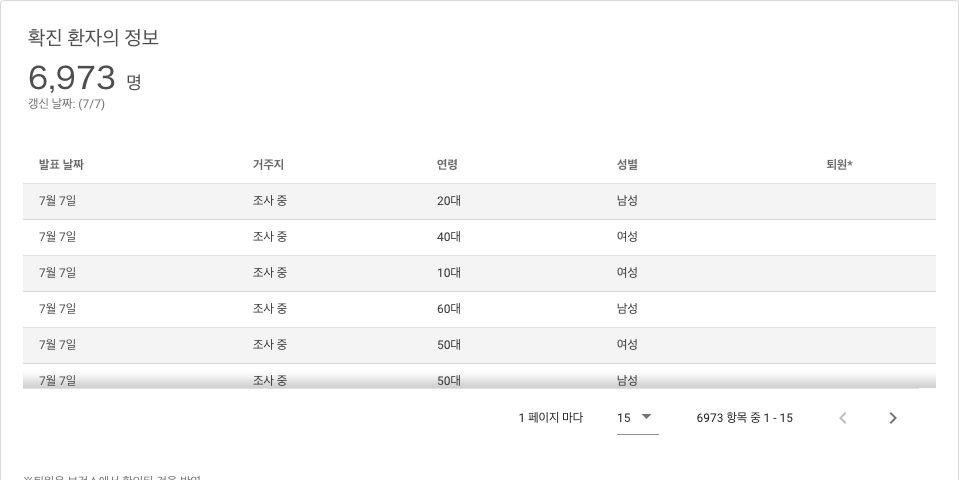 확진 환자의 정보
6,973 명
갱신 날짜: (7/7)
발표 날짜 거주지 연령 성별 퇴원*
7월 7일 조사 중 20대 남성
7월 7일 조사 중 40대 여성
7월 7일 조사 중 10대 여성
7월 7일 조사 중 60대 남성
7월 7일 조사 중 50대 여성
7월 7일 조사 중 50대 남성
1 페이지 마다 15 6973 항목 중 1 - 15